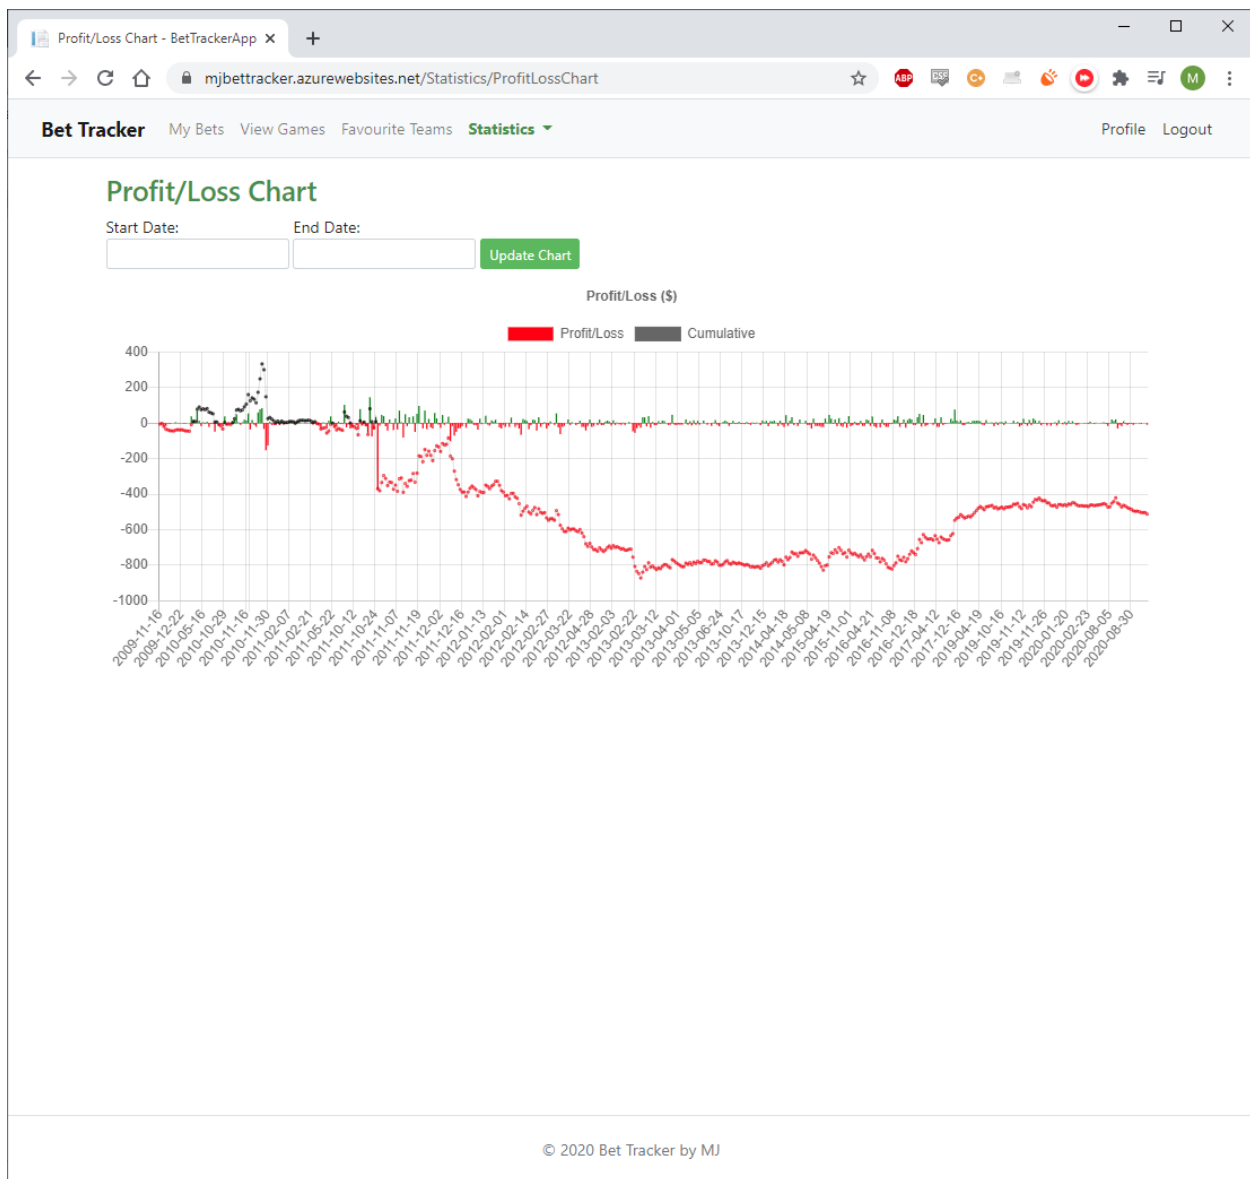 Profit/Loss Chart - BetTrackerApp
mjbettracker.azurewebsites.net/Statistics/ProfitLossChart
ABP CSS C+ M
Bet Tracker My Bets View Games Favourite Teams Statistics Profile Logout
Profit/Loss Chart
Start Date: End Date:
Update Chart
Profit/Loss ($)
Profit/Loss Cumulative
400
200
0
-200
-400
-600
-800
-1000
2009-11-16 2009-12-22 2010-05-16 2010-10-29 2010-11-16 2010-11-30 2011-02-07 2011-02-21 2011-05-22 2011-10-12 2011-10-24 2011-11-07 2011-11-19 2011-12-02 2011-12-16 2012-01-13 2012-02-01 2012-02-14 2012-02-27 2012-03-22 2012-04-28 2013-02-03 2013-02-22 2013-03-12 2013-04-01 2013-05-05 2013-06-24 2013-10-17 2013-12-15 2014-04-18 2014-05-08 2015-04-19 2015-11-01 2016-04-21 2016-11-08 2016-12-18 2017-04-12 2017-12-16 2019-04-19 2019-10-16 2019-11-12 2019-11-26 2020-01-20 2020-02-23 2020-08-05 2020-08-30
© 2020 Bet Tracker by MJ